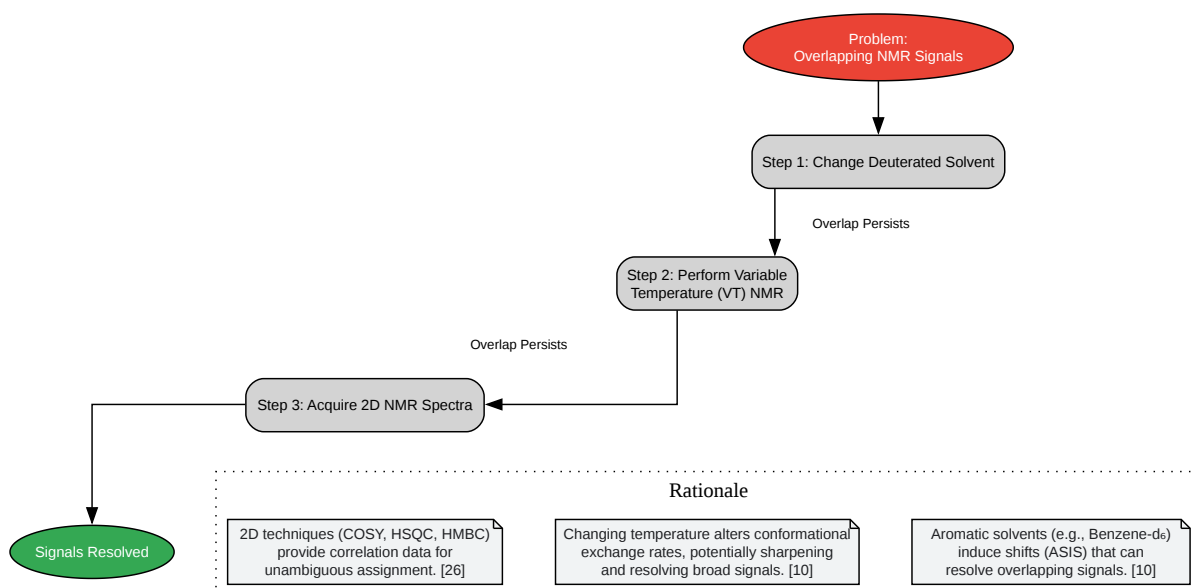 Problem:
Overlapping NMR Signals
Step 1: Change Deuterated Solvent
Overlap Persists
Step 2: Perform Variable
Temperature (VT) NMR
Overlap Persists
Step 3: Acquire 2D NMR Spectra
Signals Resolved
Rationale
2D techniques (COSY, HSQC, HMBC)
provide correlation data for
unambiguous assignment. [26]
Changing temperature alters conformational
exchange rates, potentially sharpening
and resolving broad signals. [10]
Aromatic solvents (e.g., Benzene-d₆)
induce shifts (ASIS) that can
resolve overlapping signals. [10]